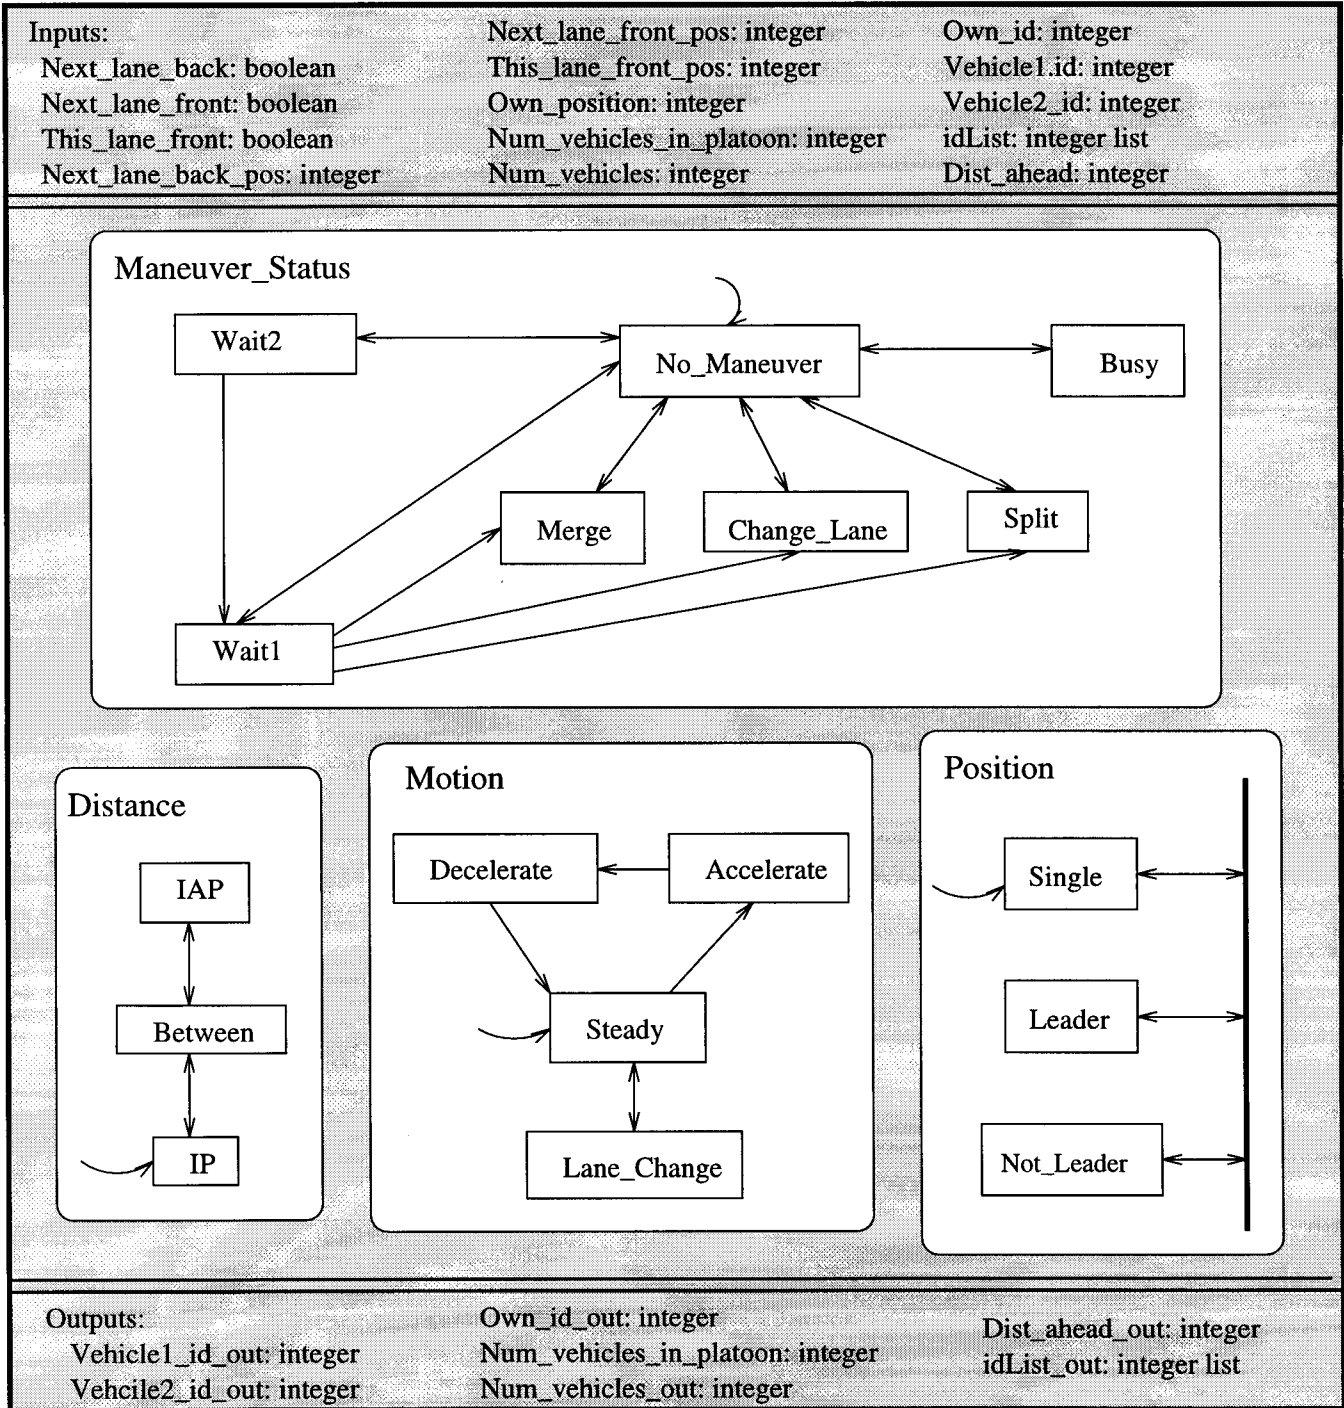 Inputs:
Next_lane_back: boolean
Next_lane_front: boolean
This_lane_front: boolean
Next_lane_back_pos: integer
Next_lane_front_pos: integer
This_lane_front_pos: integer
Own_position: integer
Num_vehicles_in_platoon: integer
Num_vehicles: integer
Own_id: integer
Vehicle1.id: integer
Vehicle2_id: integer
idList: integer list
Dist_ahead: integer
Maneuver_Status
Wait2
No_Maneuver
Busy
Merge
Change_Lane
Split
Wait1
Distance
IAP
Between
IP
Motion
Decelerate
Accelerate
Steady
Lane_Change
Position
Single
Leader
Not_Leader
Outputs:
Vehicle1_id_out: integer
Vehcile2_id_out: integer
Own_id_out: integer
Num_vehicles_in_platoon: integer
Num_vehicles_out: integer
Dist_ahead_out: integer
idList_out: integer list